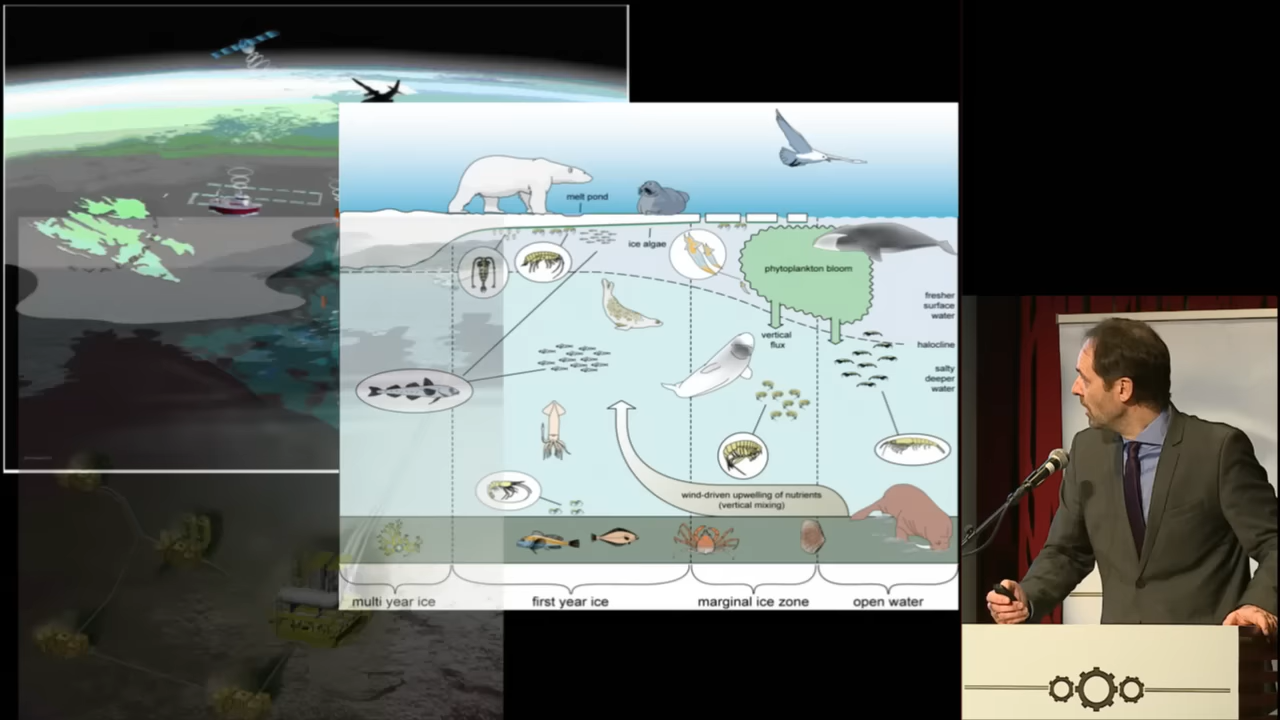 melt pond
ice algae
phytoplankton bloom
fresher
surface
water
vertical
flux
halocline
salty
deeper
water
wind-driven upwelling of nutrients
(vertical mixing)
multi year ice
first year ice
marginal ice zone
open water